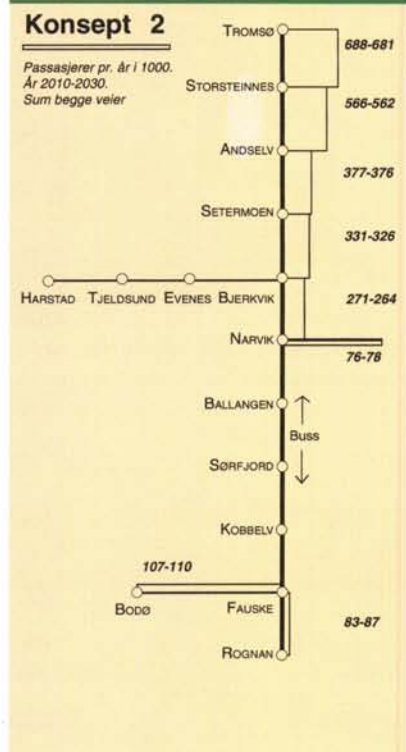 Konsept 2
Passasjerer pr. år i 1000.
År 2010-2030.
Sum begge veier
TROMSØ
688-681
STORSTEINNES
566-562
ANDSELV
377-376
SETERMOEN
331-326
HARSTAD TJELDSUND EVENES BJERKVIK
271-264
NARVIK
76-78
BALLANGEN
Buss
SØRFJORD
KOBBELV
107-110
BODØ FAUSKE
83-87
ROGNAN